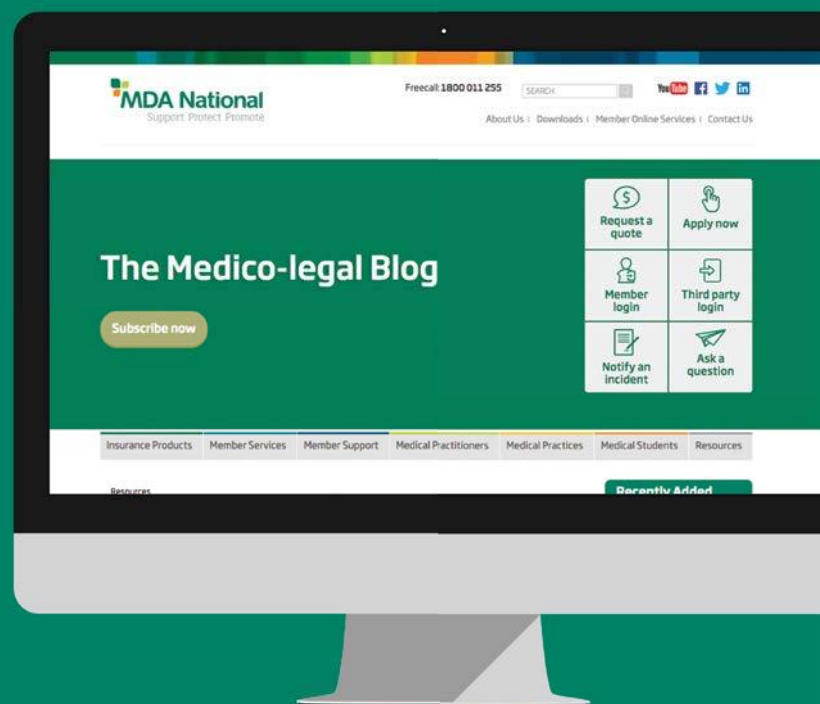 MDA National
Support Protect Promote
Freecall: 1800 011 255
SEARCH
YouTube
About Us
Downloads
Member Online Services
Contact Us
The Medico-legal Blog
Subscribe now
Request a
quote
Apply now
Member
login
Third party
login
Notify an
incident
Ask a
question
Insurance Products
Member Services
Member Support
Medical Practitioners
Medical Practices
Medical Students
Resources
Resources
Recently Added